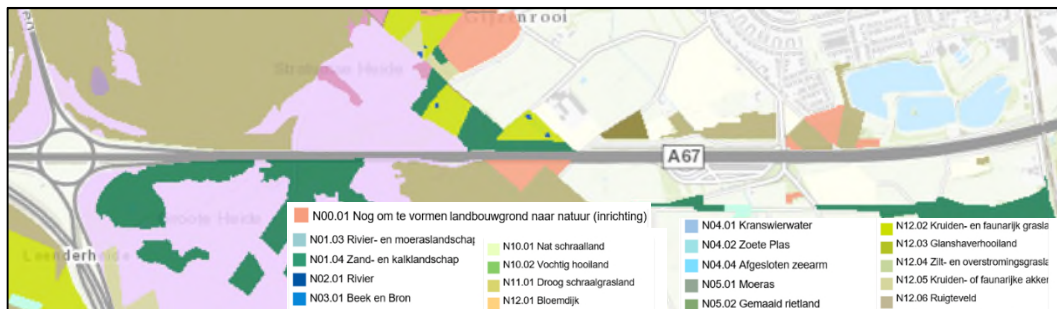 Gijzenrooi
Stratumse Heide
A67
Groote Heide
Leenderheide
N00.01 Nog om te vormen landbouwgrond naar natuur (inrichting)
N01.03 Rivier- en moeraslandschap
N01.04 Zand- en kalklandschap
N02.01 Rivier
N03.01 Beek en Bron
N10.01 Nat schraalland
N10.02 Vochtig hooiland
N11.01 Droog schraalgrasland
N12.01 Bloemdijk
N04.01 Kranswierwater
N04.02 Zoete Plas
N04.04 Afgesloten zeearm
N05.01 Moeras
N05.02 Gemaaid rietland
N12.02 Kruiden- en faunarijk grasla
N12.03 Glanshaverhooiland
N12.04 Zilt- en overstromingsgrasla
N12.05 Kruiden- of faunarijke akker
N12.06 Ruigteveld